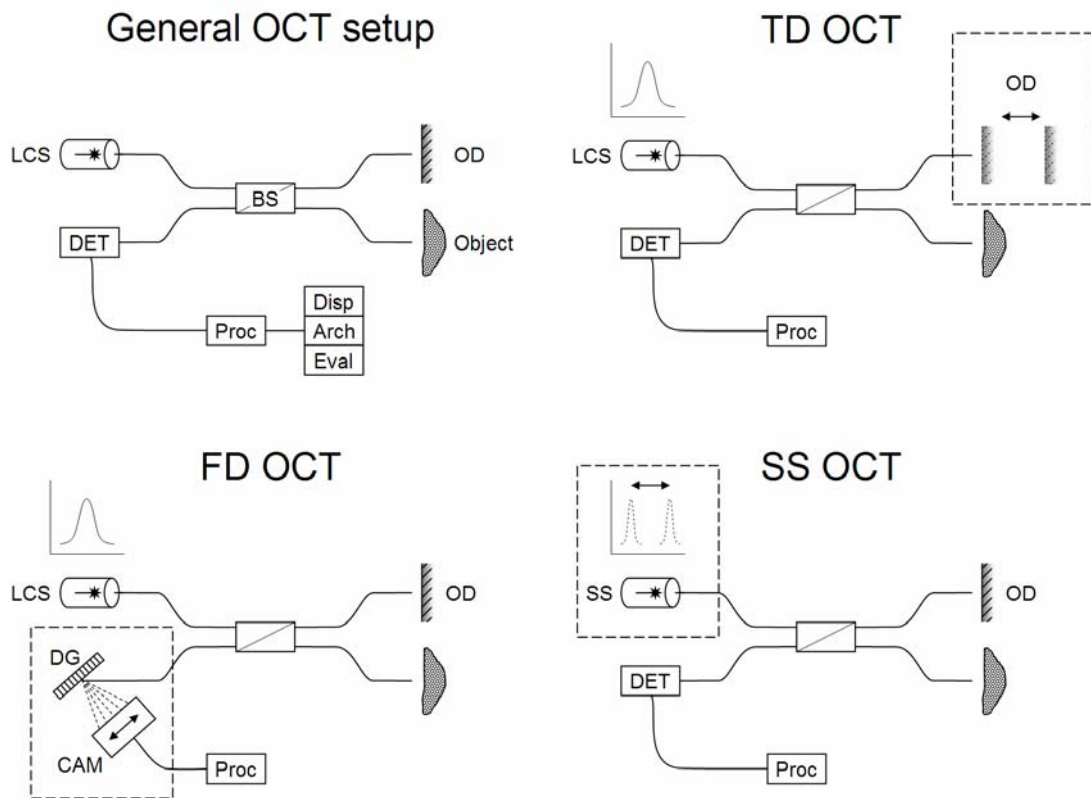 General OCT setup
LCS
BS
OD
DET
Object
Proc
Disp
Arch
Eval
TD OCT
OD
LCS
DET
Proc
FD OCT
LCS
OD
DG
CAM
Proc
SS OCT
SS
OD
DET
Proc